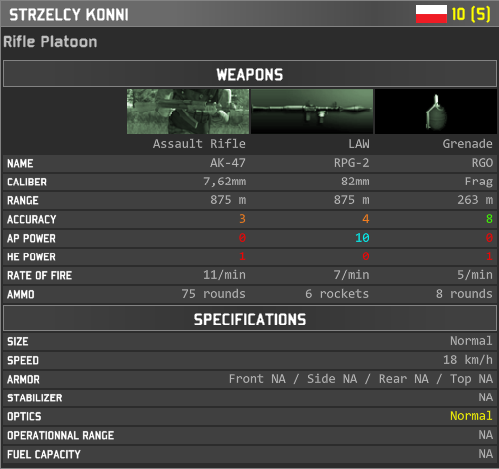 STRZELCY KONNI 10 (5)
Rifle Platoon
WEAPONS
Assault Rifle LAW Grenade
NAME AK-47 RPG-2 RGO
CALIBER 7,62mm 82mm Frag
RANGE 875 m 875 m 263 m
ACCURACY 3 4 8
AP POWER 0 10 0
HE POWER 1 0 1
RATE OF FIRE 11/min 7/min 5/min
AMMO 75 rounds 6 rockets 8 rounds
SPECIFICATIONS
SIZE Normal
SPEED 18 km/h
ARMOR Front NA / Side NA / Rear NA / Top NA
STABILIZER NA
OPTICS Normal
OPERATIONNAL RANGE NA
FUEL CAPACITY NA